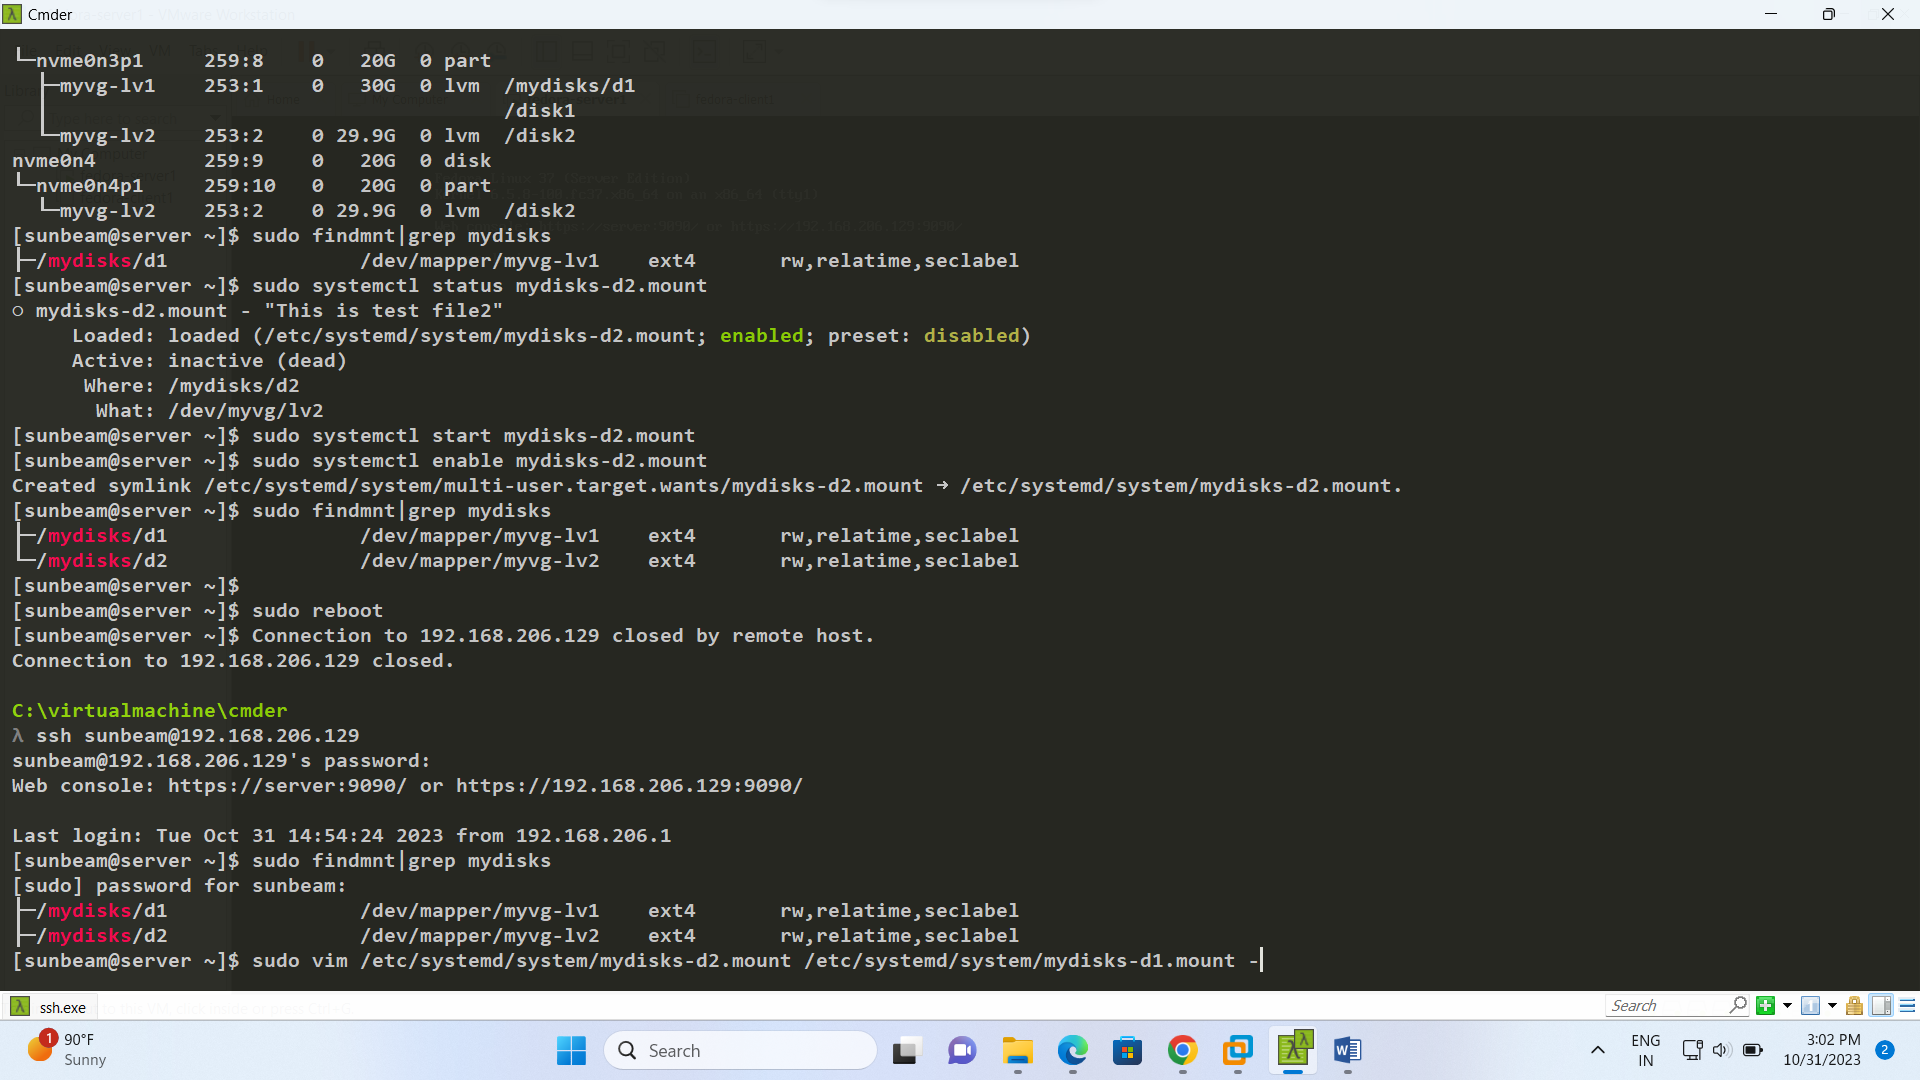 Cmder
└─nvme0n3p1     259:8    0   20G  0 part
  ├─myvg-lv1    253:1    0   30G  0 lvm  /mydisks/d1
  │                                      /disk1
  └─myvg-lv2    253:2    0 29.9G  0 lvm  /disk2
nvme0n4         259:9    0   20G  0 disk
└─nvme0n4p1     259:10   0   20G  0 part
  └─myvg-lv2    253:2    0 29.9G  0 lvm  /disk2
[sunbeam@server ~]$ sudo findmnt|grep mydisks
├─/mydisks/d1                /dev/mapper/myvg-lv1    ext4       rw,relatime,seclabel
[sunbeam@server ~]$ sudo systemctl status mydisks-d2.mount
○ mydisks-d2.mount - "This is test file2"
     Loaded: loaded (/etc/systemd/system/mydisks-d2.mount; enabled; preset: disabled)
     Active: inactive (dead)
      Where: /mydisks/d2
       What: /dev/myvg/lv2
[sunbeam@server ~]$ sudo systemctl start mydisks-d2.mount
[sunbeam@server ~]$ sudo systemctl enable mydisks-d2.mount
Created symlink /etc/systemd/system/multi-user.target.wants/mydisks-d2.mount → /etc/systemd/system/mydisks-d2.mount.
[sunbeam@server ~]$ sudo findmnt|grep mydisks
├─/mydisks/d1                /dev/mapper/myvg-lv1    ext4       rw,relatime,seclabel
└─/mydisks/d2                /dev/mapper/myvg-lv2    ext4       rw,relatime,seclabel
[sunbeam@server ~]$
[sunbeam@server ~]$ sudo reboot
[sunbeam@server ~]$ Connection to 192.168.206.129 closed by remote host.
Connection to 192.168.206.129 closed.
C:\virtualmachine\cmder
λ ssh sunbeam@192.168.206.129
sunbeam@192.168.206.129's password:
Web console: https://server:9090/ or https://192.168.206.129:9090/
Last login: Tue Oct 31 14:54:24 2023 from 192.168.206.1
[sunbeam@server ~]$ sudo findmnt|grep mydisks
[sudo] password for sunbeam:
├─/mydisks/d1                /dev/mapper/myvg-lv1    ext4       rw,relatime,seclabel
├─/mydisks/d2                /dev/mapper/myvg-lv2    ext4       rw,relatime,seclabel
[sunbeam@server ~]$ sudo vim /etc/systemd/system/mydisks-d2.mount /etc/systemd/system/mydisks-d1.mount -
ssh.exe
Search
1
90°F
Sunny
Search
ENG
IN
3:02 PM
10/31/2023
2